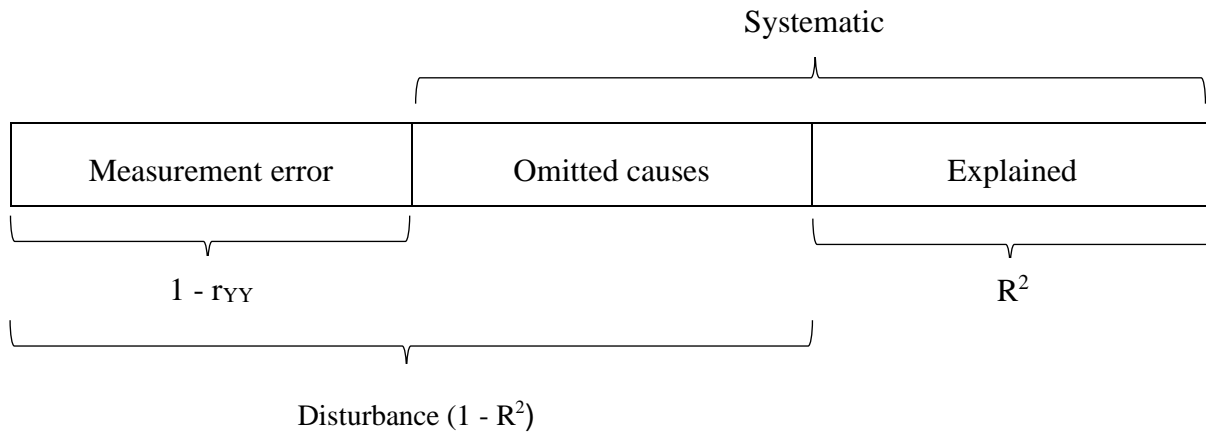 Systematic
Measurement error Omitted causes Explained
1 - rYY R²
Disturbance (1 - R²)